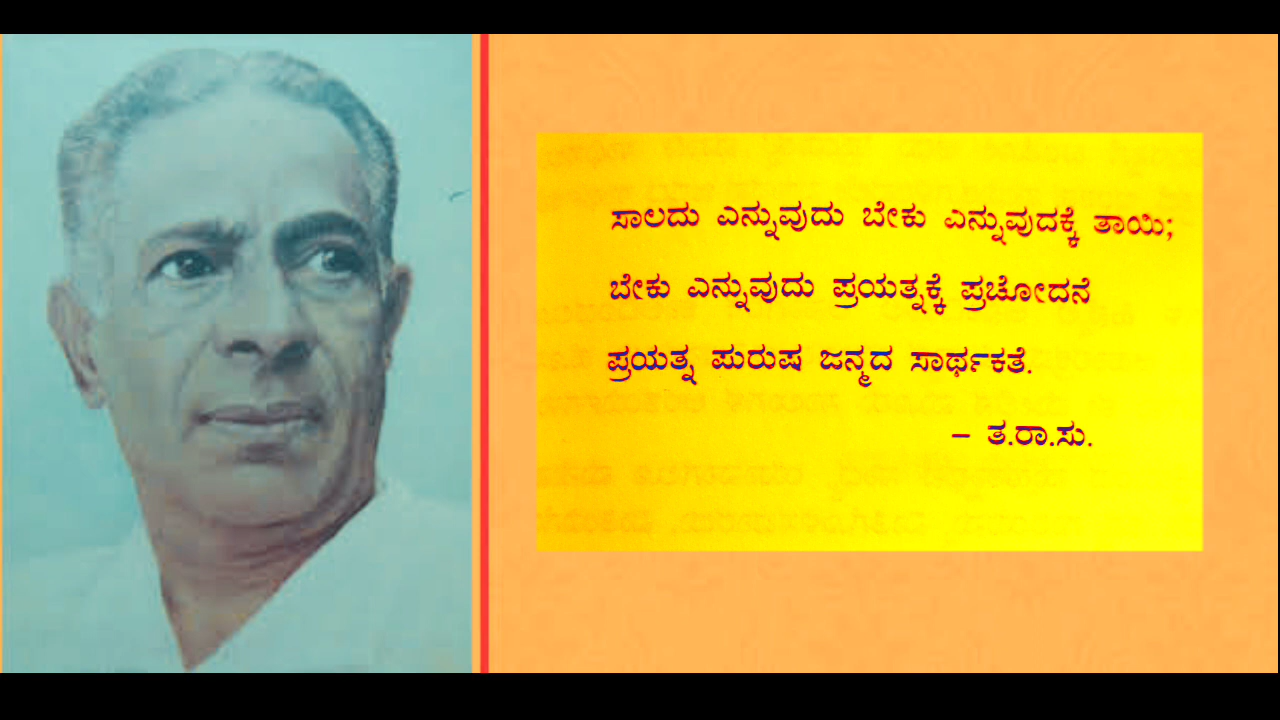 ಸಾಲದು ಎನ್ನುವುದು ಬೇಕು ಎನ್ನುವುದಕ್ಕೆ ತಾಯಿ;
ಬೇಕು ಎನ್ನುವುದು ಪ್ರಯತ್ನಕ್ಕೆ ಪ್ರಚೋದನೆ
ಪ್ರಯತ್ನ ಪುರುಷ ಜನ್ಮದ ಸಾರ್ಥಕತೆ.
– ತ.ರಾ.ಸು.